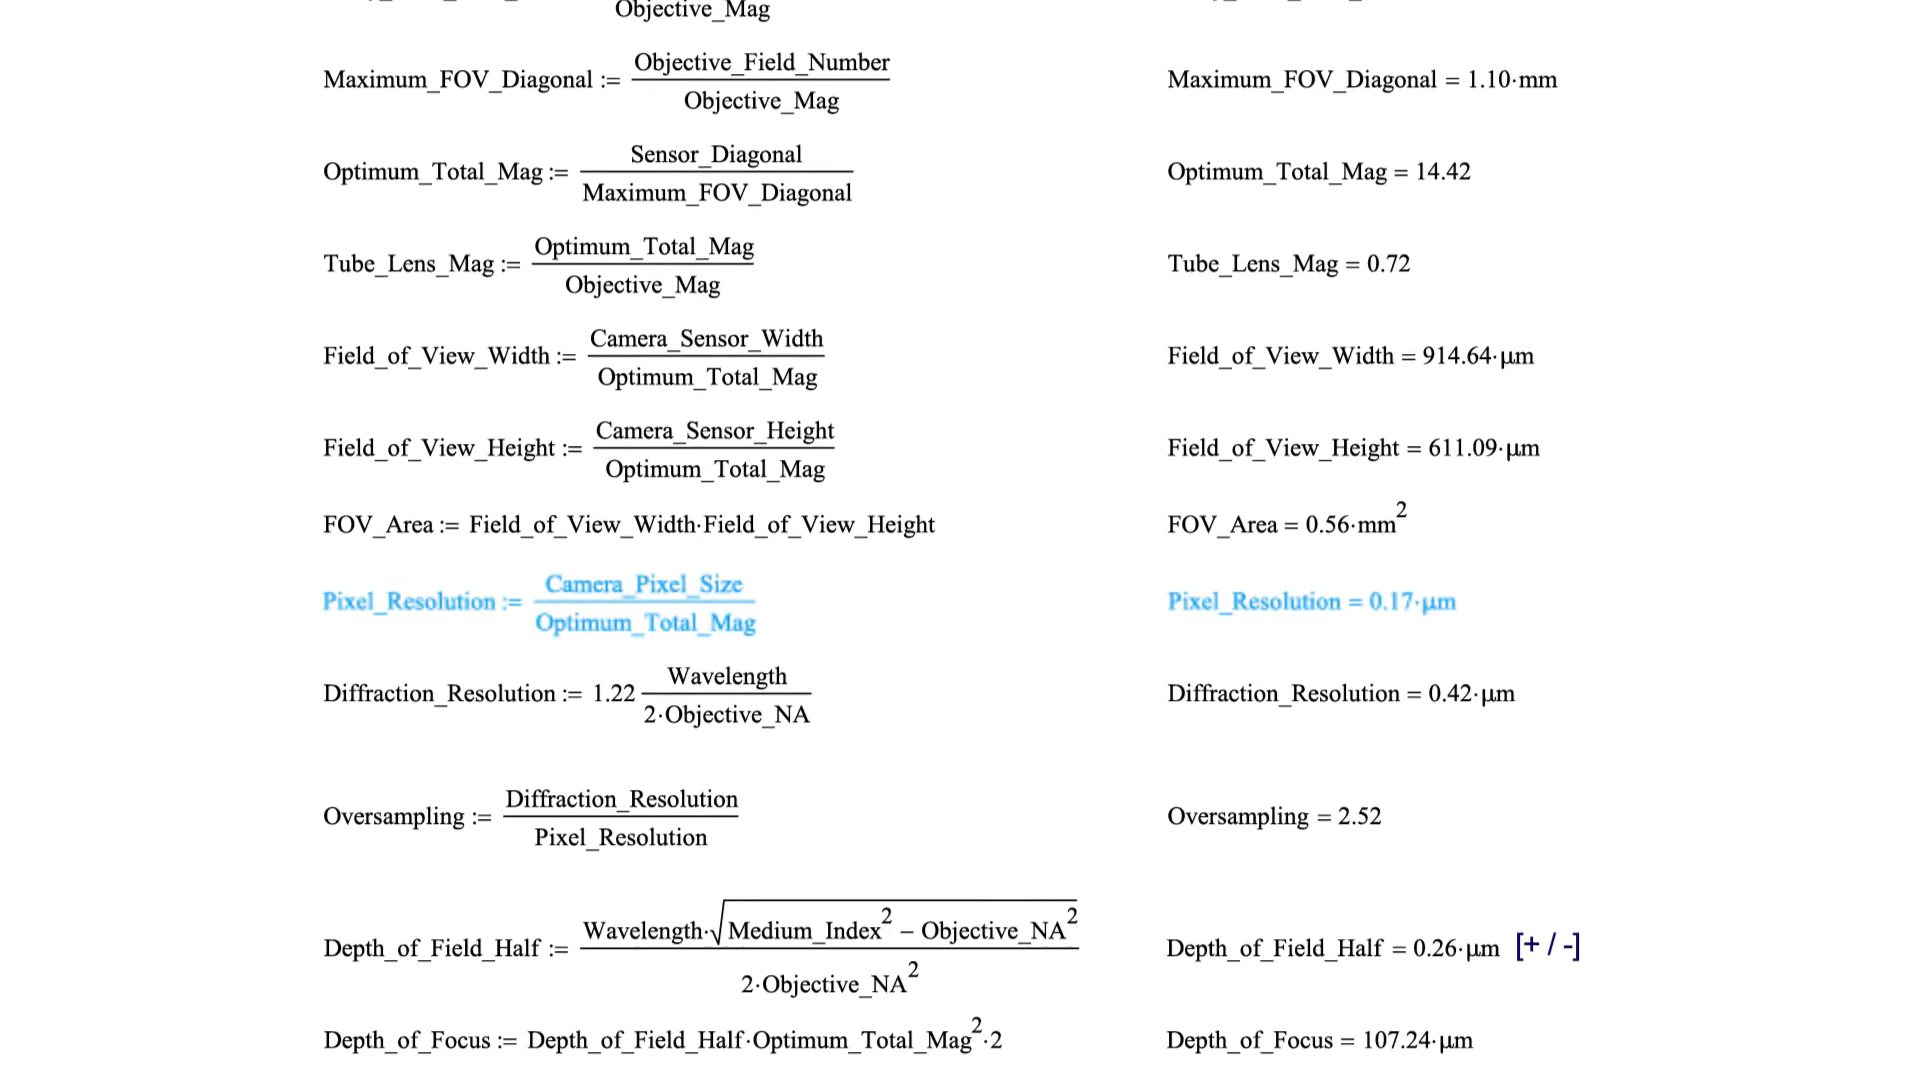 Objective_Mag
Maximum_FOV_Diagonal := Objective_Field_Number / Objective_Mag Maximum_FOV_Diagonal = 1.10·mm
Optimum_Total_Mag := Sensor_Diagonal / Maximum_FOV_Diagonal Optimum_Total_Mag = 14.42
Tube_Lens_Mag := Optimum_Total_Mag / Objective_Mag Tube_Lens_Mag = 0.72
Field_of_View_Width := Camera_Sensor_Width / Optimum_Total_Mag Field_of_View_Width = 914.64·μm
Field_of_View_Height := Camera_Sensor_Height / Optimum_Total_Mag Field_of_View_Height = 611.09·μm
FOV_Area := Field_of_View_Width·Field_of_View_Height FOV_Area = 0.56·mm²
Pixel_Resolution := Camera_Pixel_Size / Optimum_Total_Mag Pixel_Resolution = 0.17·μm
Diffraction_Resolution := 1.22 Wavelength / 2·Objective_NA Diffraction_Resolution = 0.42·μm
Oversampling := Diffraction_Resolution / Pixel_Resolution Oversampling = 2.52
Depth_of_Field_Half := Wavelength·√(Medium_Index² – Objective_NA²) / 2·Objective_NA² Depth_of_Field_Half = 0.26·μm [+ / -]
Depth_of_Focus := Depth_of_Field_Half·Optimum_Total_Mag²·2 Depth_of_Focus = 107.24·μm